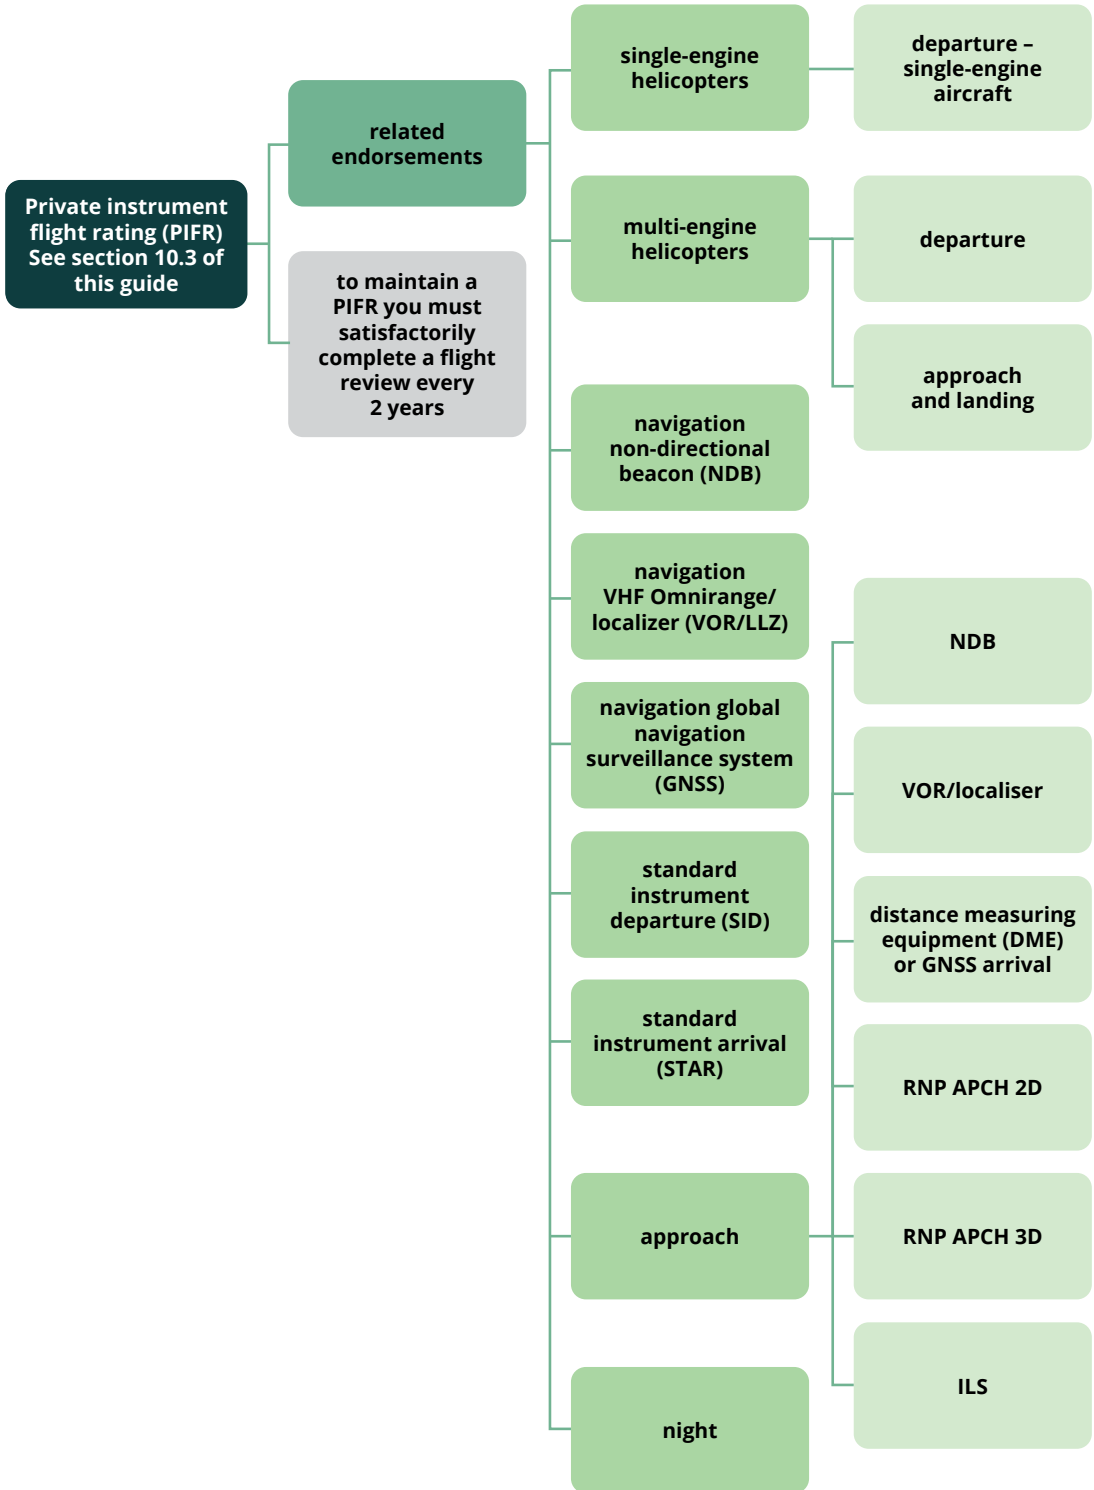 Private instrument
flight rating (PIFR)
See section 10.3 of
this guide
related
endorsements
to maintain a
PIFR you must
satisfactorily
complete a flight
review every
2 years
single-engine
helicopters
departure –
single-engine
aircraft
multi-engine
helicopters
departure
approach
and landing
navigation
non-directional
beacon (NDB)
navigation
VHF Omnirange/
localizer (VOR/LLZ)
navigation global
navigation
surveillance system
(GNSS)
standard
instrument
departure (SID)
standard
instrument arrival
(STAR)
approach
NDB
VOR/localiser
distance measuring
equipment (DME)
or GNSS arrival
RNP APCH 2D
RNP APCH 3D
ILS
night